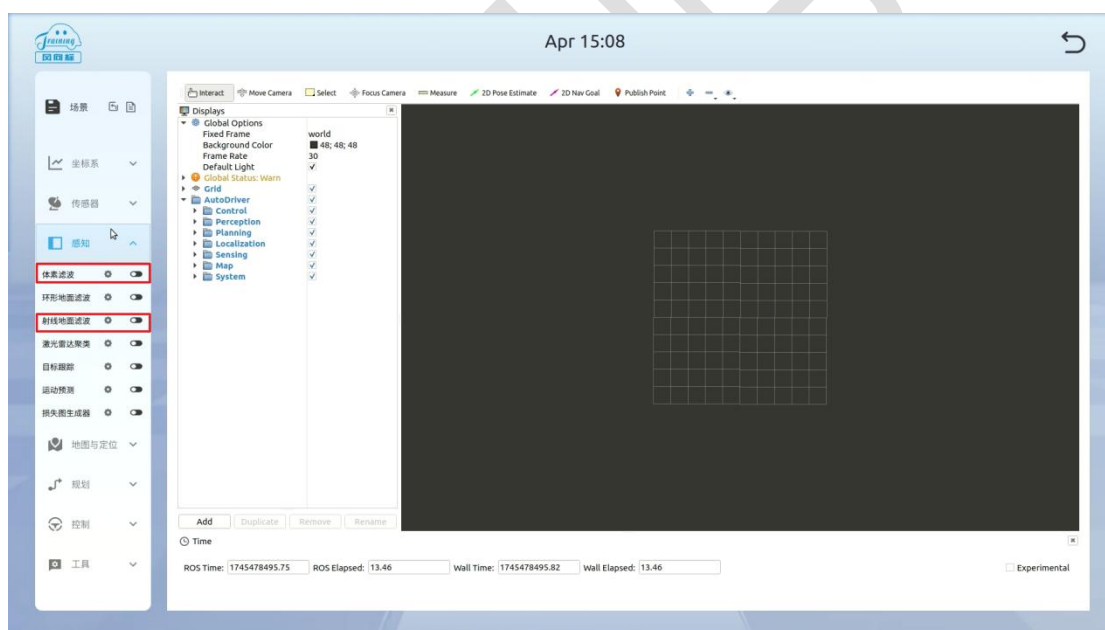 Training
Apr 15:08
场景
坐标系
传感器
感知
体素滤波
环形地面滤波
射线地面滤波
激光雷达聚类
目标跟踪
运动预测
损失图生成器
地图与定位
规划
控制
工具
Interact Move Camera Select Focus Camera Measure 2D Pose Estimate 2D Nav Goal Publish Point
Displays
Global Options
Fixed Frame world
Background Color 48; 48; 48
Frame Rate 30
Default Light
Global Status: Warn
Grid
AutoDriver
Control
Perception
Planning
Localization
Sensing
Map
System
Add Duplicate Remove Rename
Time
ROS Time: 1745478495.75 ROS Elapsed: 13.46 Wall Time: 1745478495.82 Wall Elapsed: 13.46 Experimental